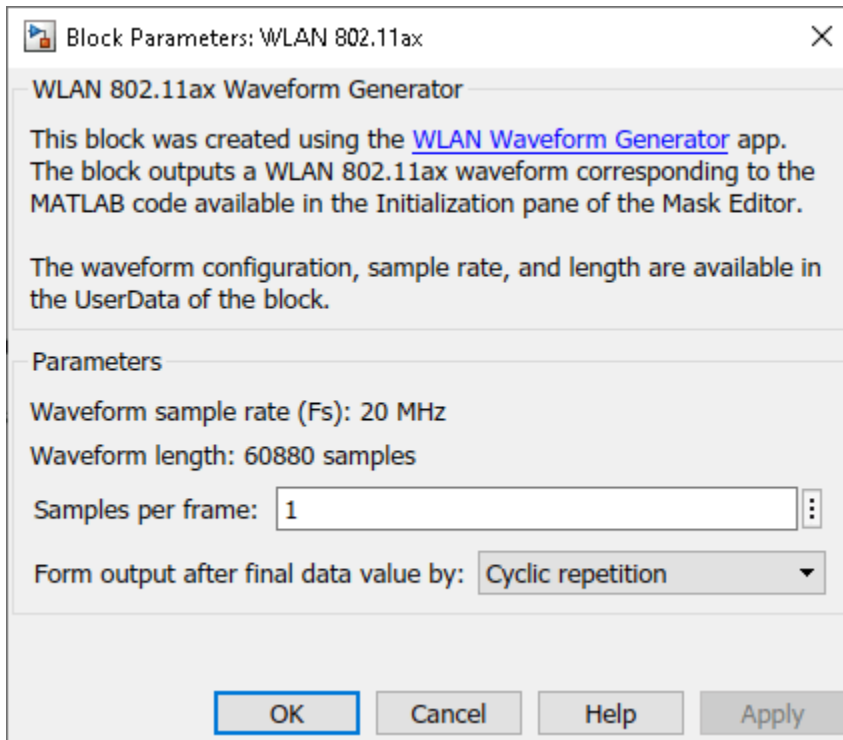 Block Parameters: WLAN 802.11ax
WLAN 802.11ax Waveform Generator
This block was created using the WLAN Waveform Generator app.
The block outputs a WLAN 802.11ax waveform corresponding to the
MATLAB code available in the Initialization pane of the Mask Editor.
The waveform configuration, sample rate, and length are available in
the UserData of the block.
Parameters
Waveform sample rate (Fs): 20 MHz
Waveform length: 60880 samples
Samples per frame: 1
Form output after final data value by: Cyclic repetition
OK Cancel Help Apply